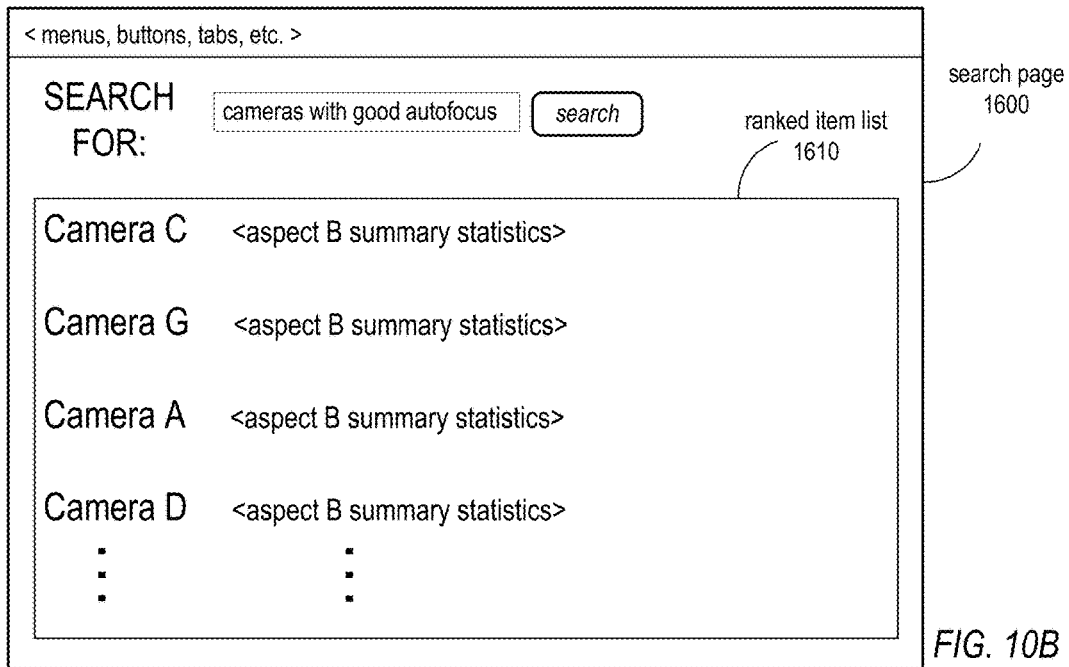 < menus, buttons, tabs, etc. >
SEARCH
FOR:
cameras with good autofocus
search
search page
1600
ranked item list
1610
Camera C <aspect B summary statistics>
Camera G <aspect B summary statistics>
Camera A <aspect B summary statistics>
Camera D <aspect B summary statistics>
FIG. 10B